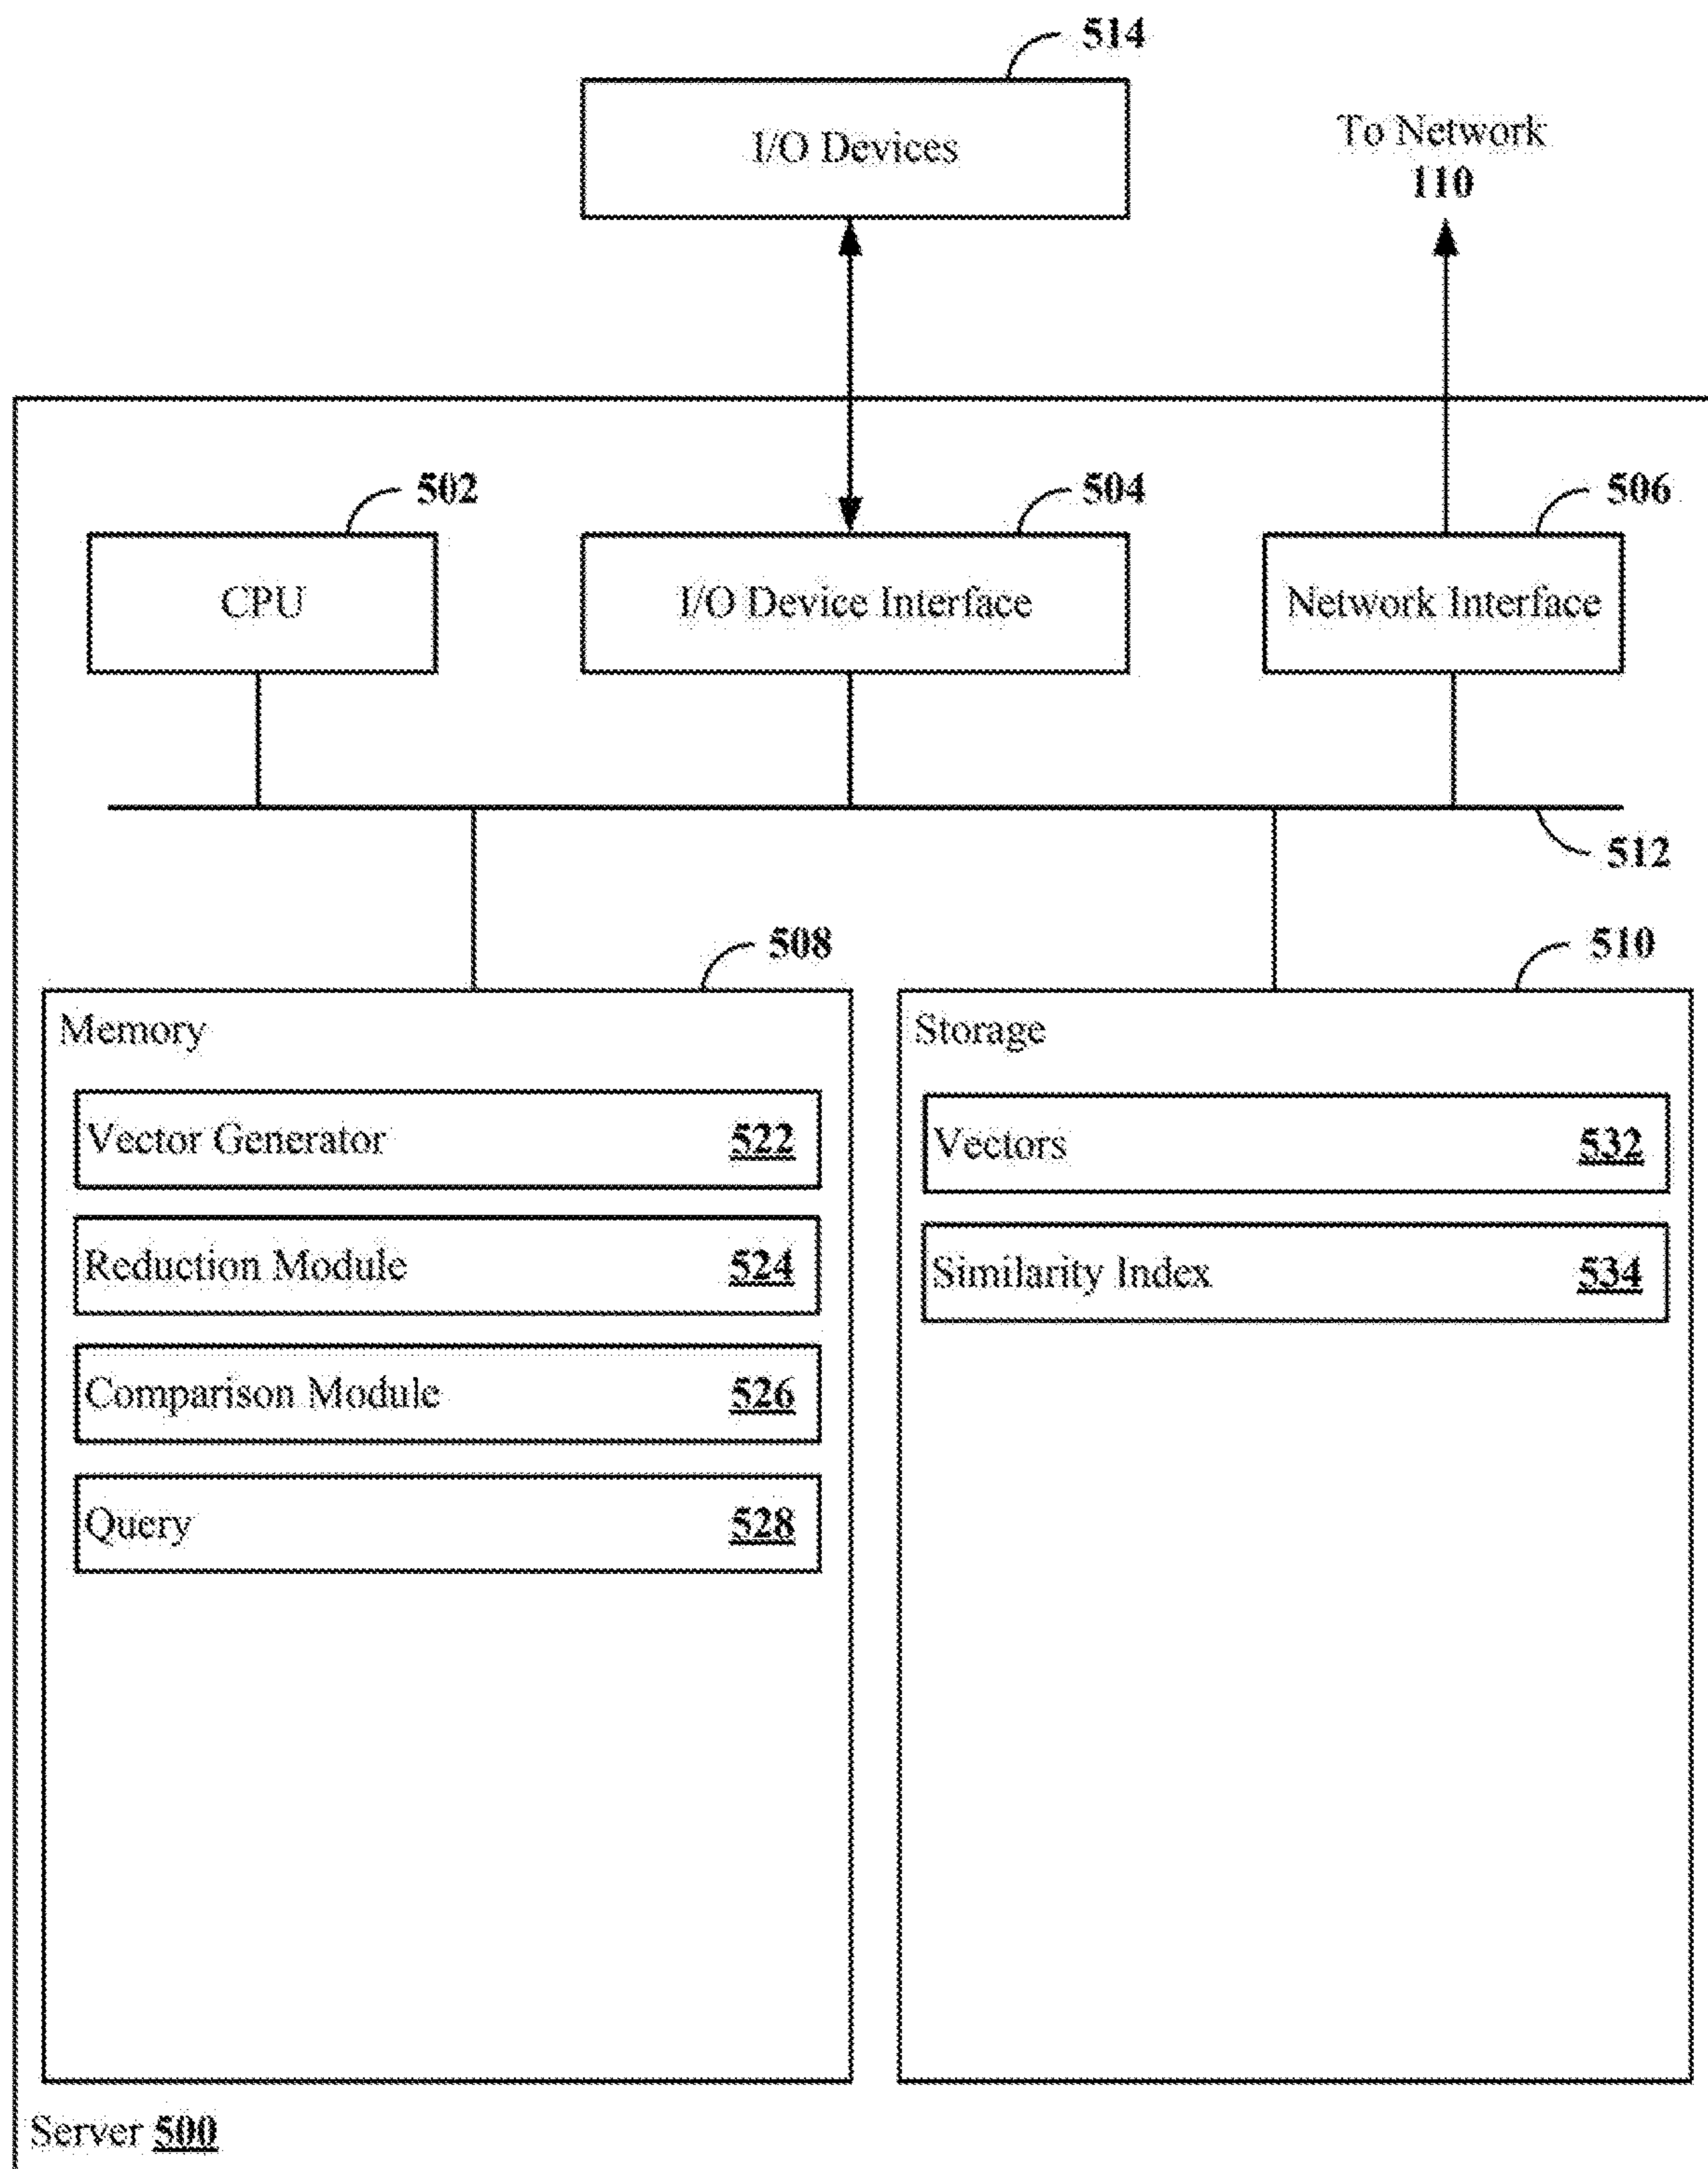 514
I/O Devices
To Network
110
502
504
506
CPU
I/O Device Interface
Network Interface
512
508
510
Memory
Storage
Vector Generator 522
Vectors 532
Reduction Module 524
Similarity Index 534
Comparison Module 526
Query 528
Server 500